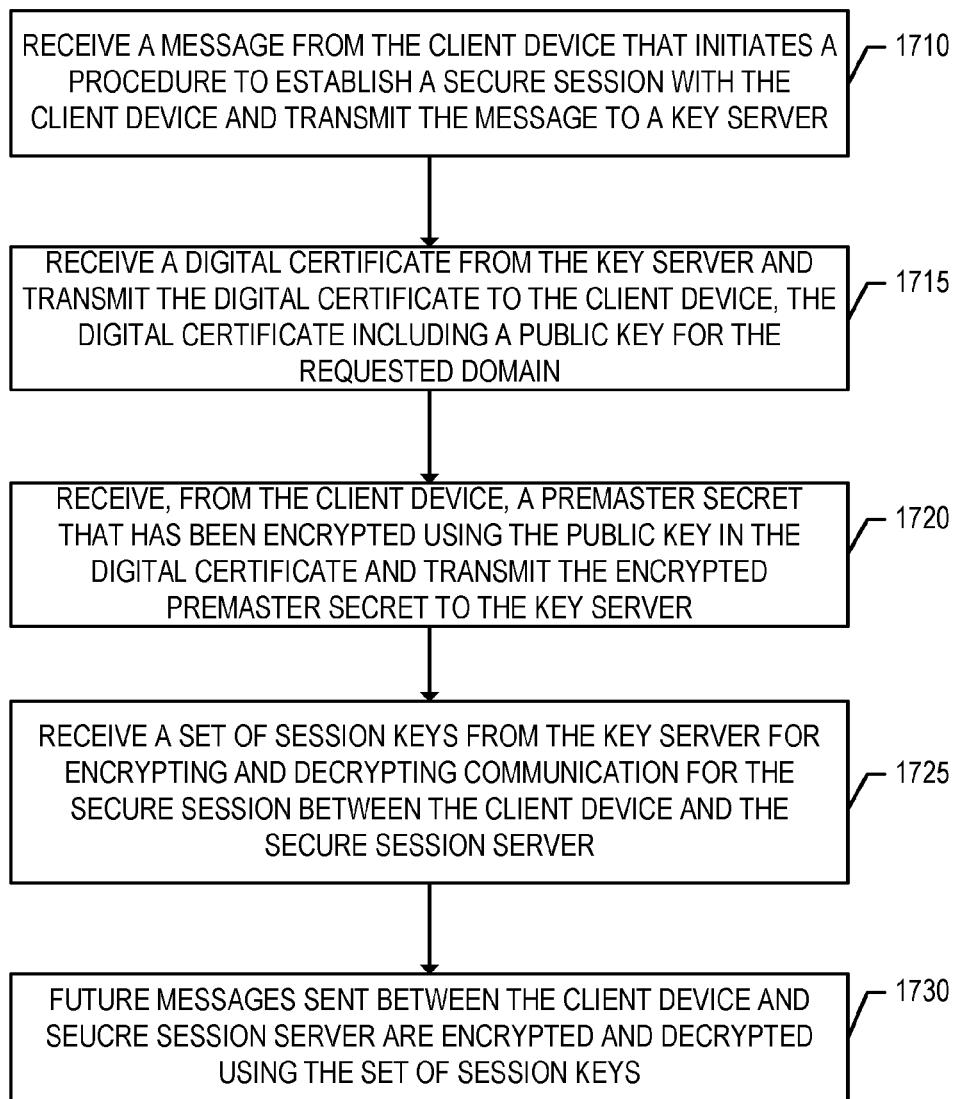 RECEIVE A MESSAGE FROM THE CLIENT DEVICE THAT INITIATES A
PROCEDURE TO ESTABLISH A SECURE SESSION WITH THE
CLIENT DEVICE AND TRANSMIT THE MESSAGE TO A KEY SERVER
1710
RECEIVE A DIGITAL CERTIFICATE FROM THE KEY SERVER AND
TRANSMIT THE DIGITAL CERTIFICATE TO THE CLIENT DEVICE, THE
DIGITAL CERTIFICATE INCLUDING A PUBLIC KEY FOR THE
REQUESTED DOMAIN
1715
RECEIVE, FROM THE CLIENT DEVICE, A PREMASTER SECRET
THAT HAS BEEN ENCRYPTED USING THE PUBLIC KEY IN THE
DIGITAL CERTIFICATE AND TRANSMIT THE ENCRYPTED
PREMASTER SECRET TO THE KEY SERVER
1720
RECEIVE A SET OF SESSION KEYS FROM THE KEY SERVER FOR
ENCRYPTING AND DECRYPTING COMMUNICATION FOR THE
SECURE SESSION BETWEEN THE CLIENT DEVICE AND THE
SECURE SESSION SERVER
1725
FUTURE MESSAGES SENT BETWEEN THE CLIENT DEVICE AND
SEUCRE SESSION SERVER ARE ENCRYPTED AND DECRYPTED
USING THE SET OF SESSION KEYS
1730